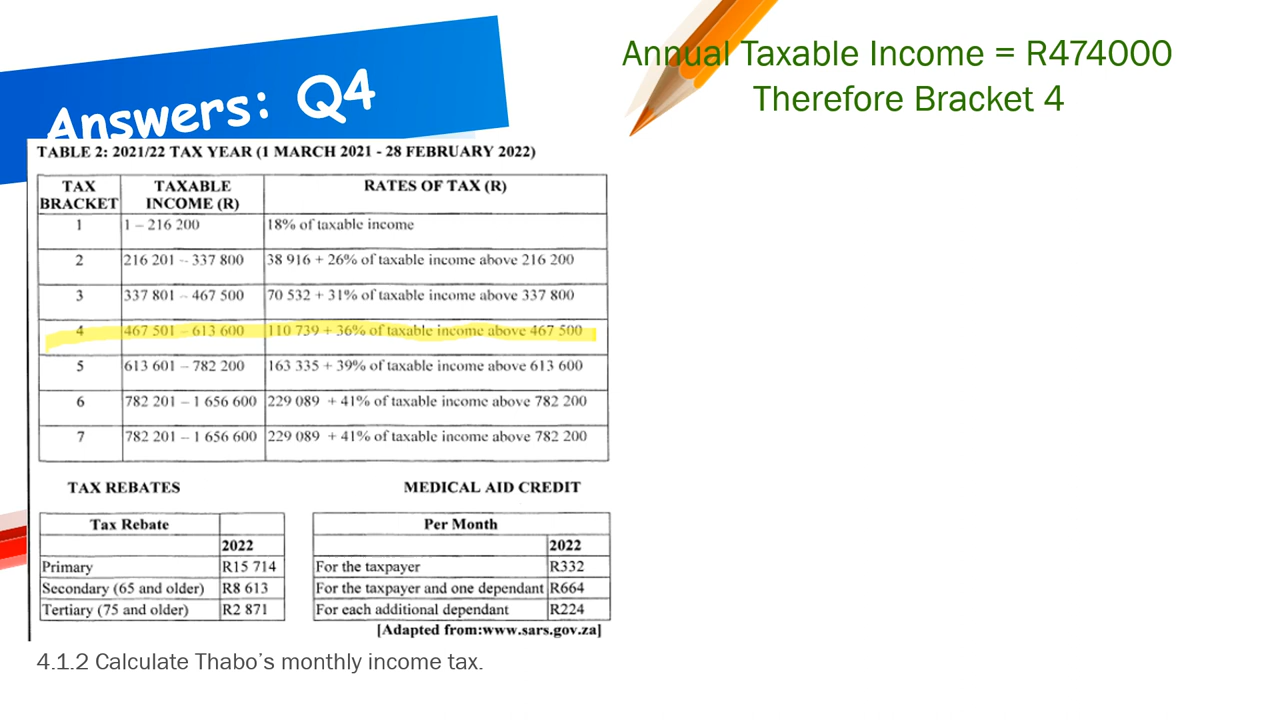 Answers: Q4
Annual Taxable Income = R474000
Therefore Bracket 4
TABLE 2: 2021/22 TAX YEAR (1 MARCH 2021 - 28 FEBRUARY 2022)
TAX BRACKET TAXABLE INCOME (R) RATES OF TAX (R)
1 1 – 216 200 18% of taxable income
2 216 201 – 337 800 38 916 + 26% of taxable income above 216 200
3 337 801 – 467 500 70 532 + 31% of taxable income above 337 800
4 467 501 – 613 600 110 739 + 36% of taxable income above 467 500
5 613 601 – 782 200 163 335 + 39% of taxable income above 613 600
6 782 201 – 1 656 600 229 089 + 41% of taxable income above 782 200
7 782 201 – 1 656 600 229 089 + 41% of taxable income above 782 200
TAX REBATES
Tax Rebate
2022
Primary R15 714
Secondary (65 and older) R8 613
Tertiary (75 and older) R2 871
MEDICAL AID CREDIT
Per Month
2022
For the taxpayer R332
For the taxpayer and one dependant R664
For each additional dependant R224
[Adapted from:www.sars.gov.za]
4.1.2 Calculate Thabo's monthly income tax.